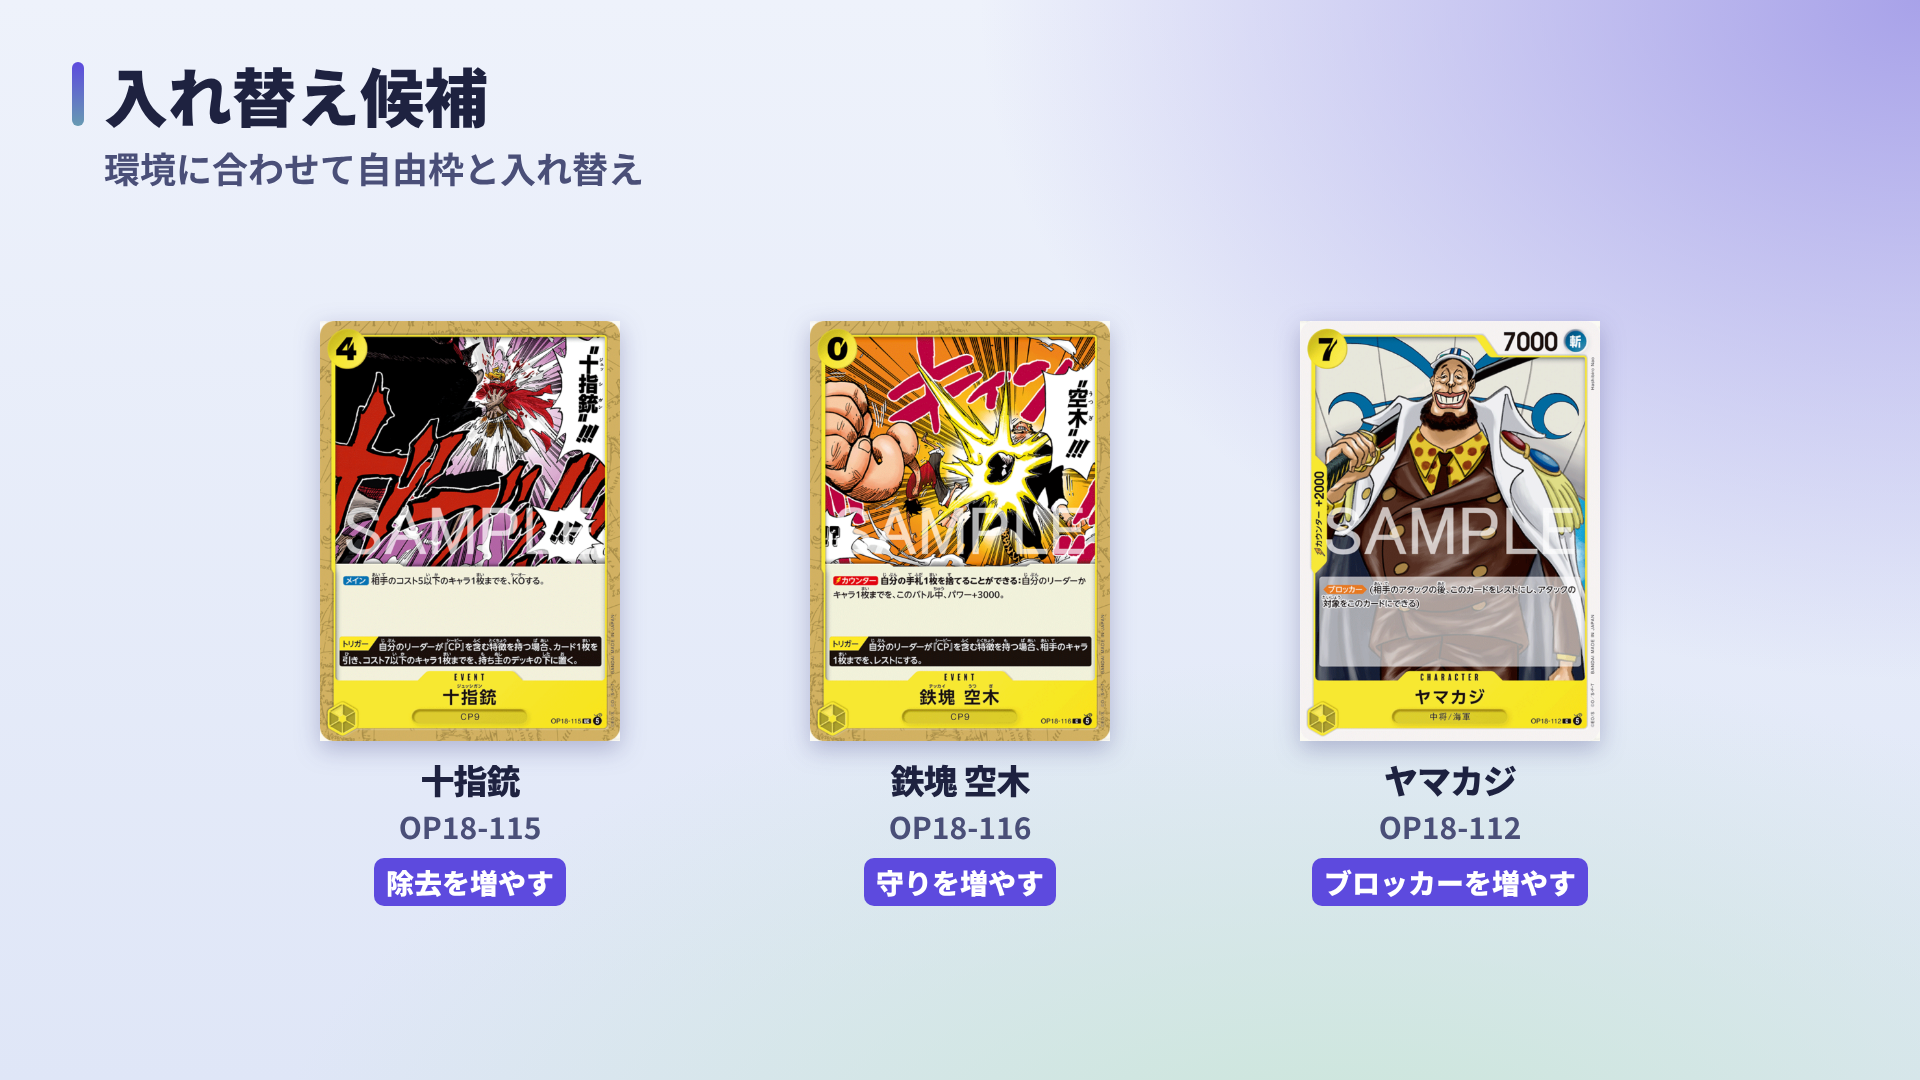 入れ替え候補
環境に合わせて自由枠と入れ替え
4
"十指銃"!!!
SAMPLE
メイン 相手のコスト5以下のキャラ1枚までを、KOする。
トリガー 自分のリーダーが『CP』を含む特徴を持つ場合、カード1枚を
引き、コスト7以下のキャラ1枚までを、持ち主のデッキの下に置く。
EVENT
十指銃
CP9
OP18-115
十指銃
OP18-115
除去を増やす
0
"空木"!!!
!?
SAMPLE
カウンター 自分の手札1枚を捨てることができる:自分のリーダーか
キャラ1枚までを、このバトル中、パワー+3000。
トリガー 自分のリーダーが『CP』を含む特徴を持つ場合、相手のキャラ
1枚までを、レストにする。
EVENT
鉄塊 空木
CP9
OP18-116
鉄塊 空木
OP18-116
守りを増やす
7
7000 斬
カウンター +2000
SAMPLE
ブロッカー (相手のアタックの後、このカードをレストにし、アタックの
対象をこのカードにできる)
CHARACTER
ヤマカジ
中将/海軍
OP18-112
ヤマカジ
OP18-112
ブロッカーを増やす